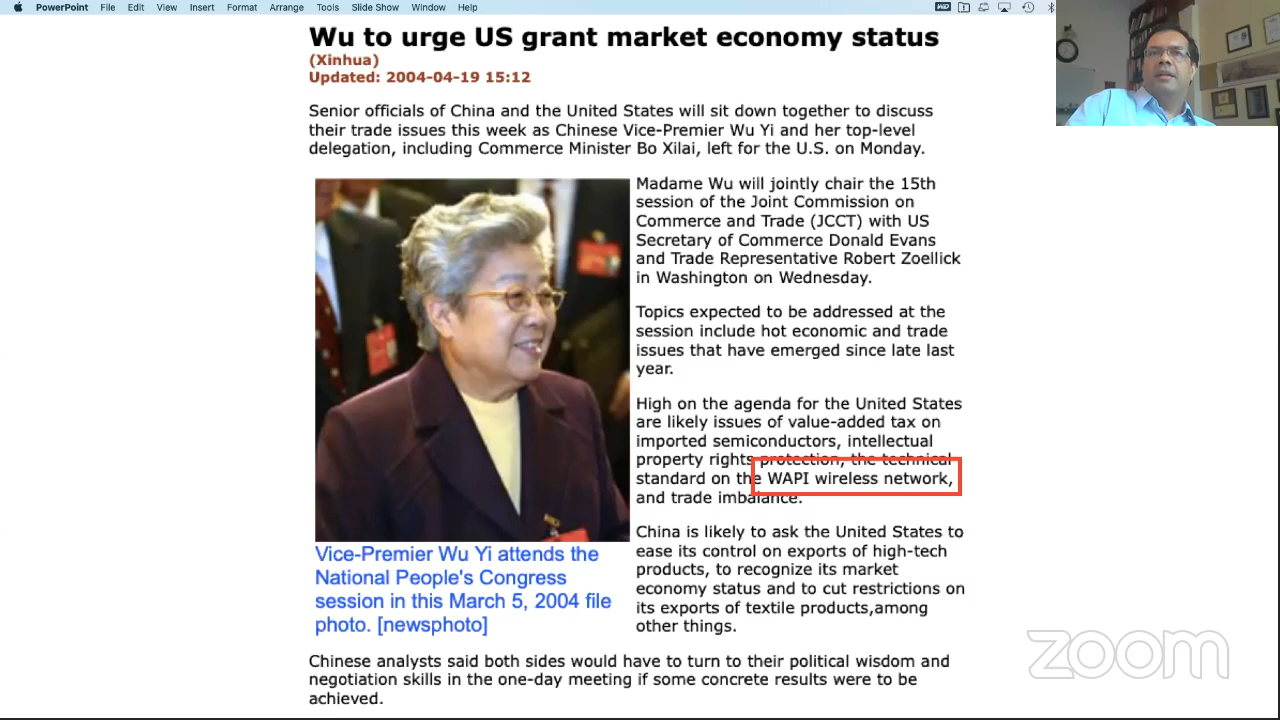 PowerPoint File Edit View Insert Format Arrange Tools Slide Show Window Help
Wu to urge US grant market economy status
(Xinhua)
Updated: 2004-04-19 15:12
Senior officials of China and the United States will sit down together to discuss
their trade issues this week as Chinese Vice-Premier Wu Yi and her top-level
delegation, including Commerce Minister Bo Xilai, left for the U.S. on Monday.
Madame Wu will jointly chair the 15th
session of the Joint Commission on
Commerce and Trade (JCCT) with US
Secretary of Commerce Donald Evans
and Trade Representative Robert Zoellick
in Washington on Wednesday.
Topics expected to be addressed at the
session include hot economic and trade
issues that have emerged since late last
year.
High on the agenda for the United States
are likely issues of value-added tax on
imported semiconductors, intellectual
property rights protection, the technical
standard on the WAPI wireless network,
and trade imbalance.
China is likely to ask the United States to
ease its control on exports of high-tech
products, to recognize its market
economy status and to cut restrictions on
its exports of textile products,among
other things.
Vice-Premier Wu Yi attends the
National People's Congress
session in this March 5, 2004 file
photo. [newsphoto]
Chinese analysts said both sides would have to turn to their political wisdom and
negotiation skills in the one-day meeting if some concrete results were to be
achieved.
zoom